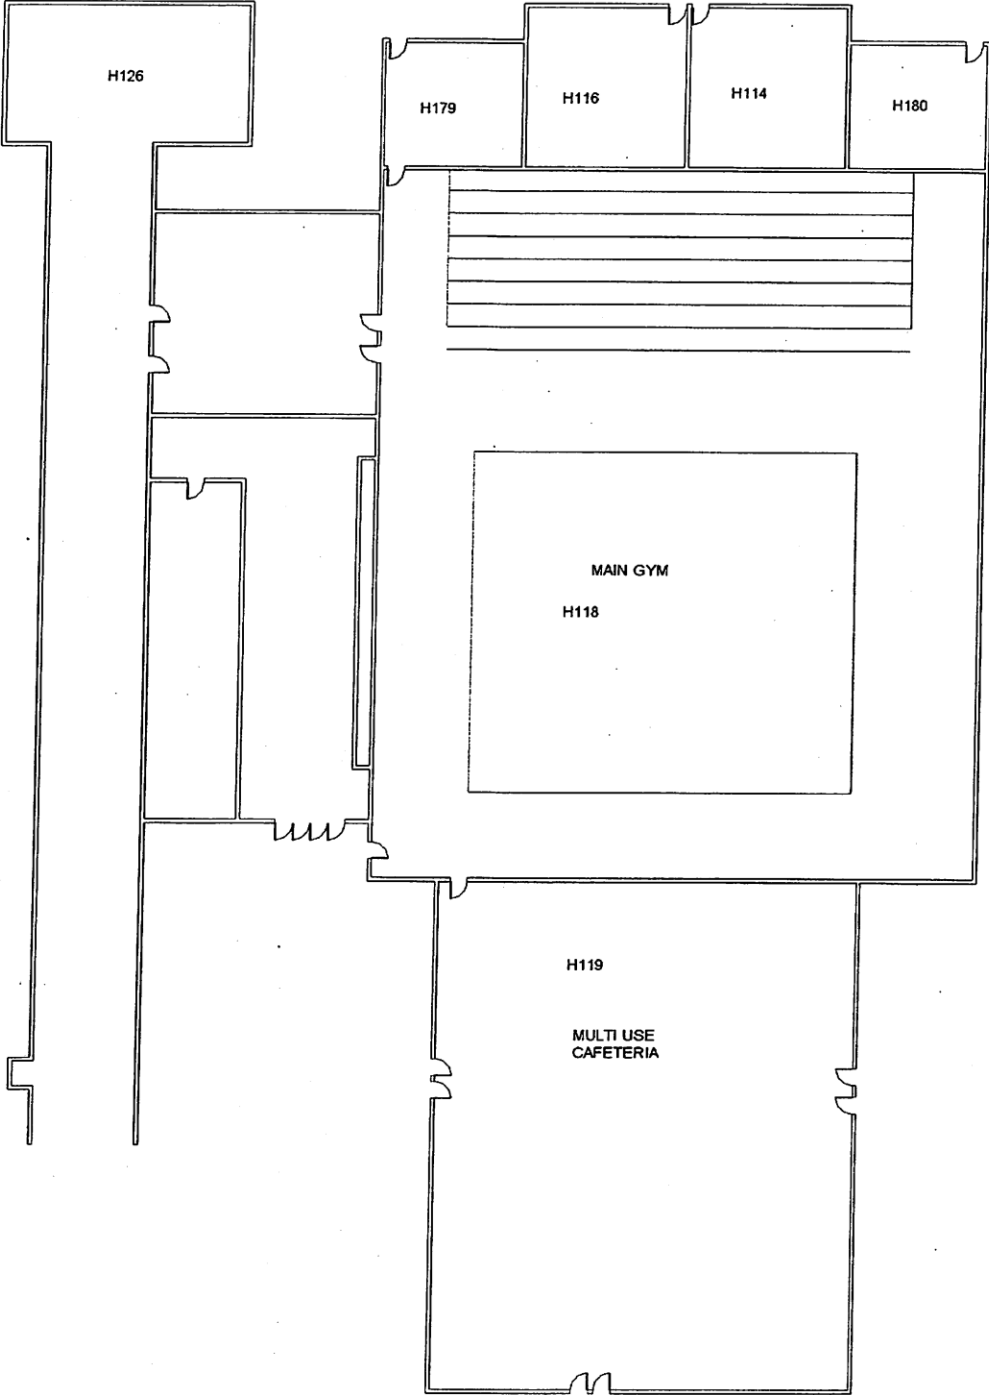 H126
H179
H116
H114
H180
MAIN GYM
H118
H119
MULTI USE
CAFETERIA